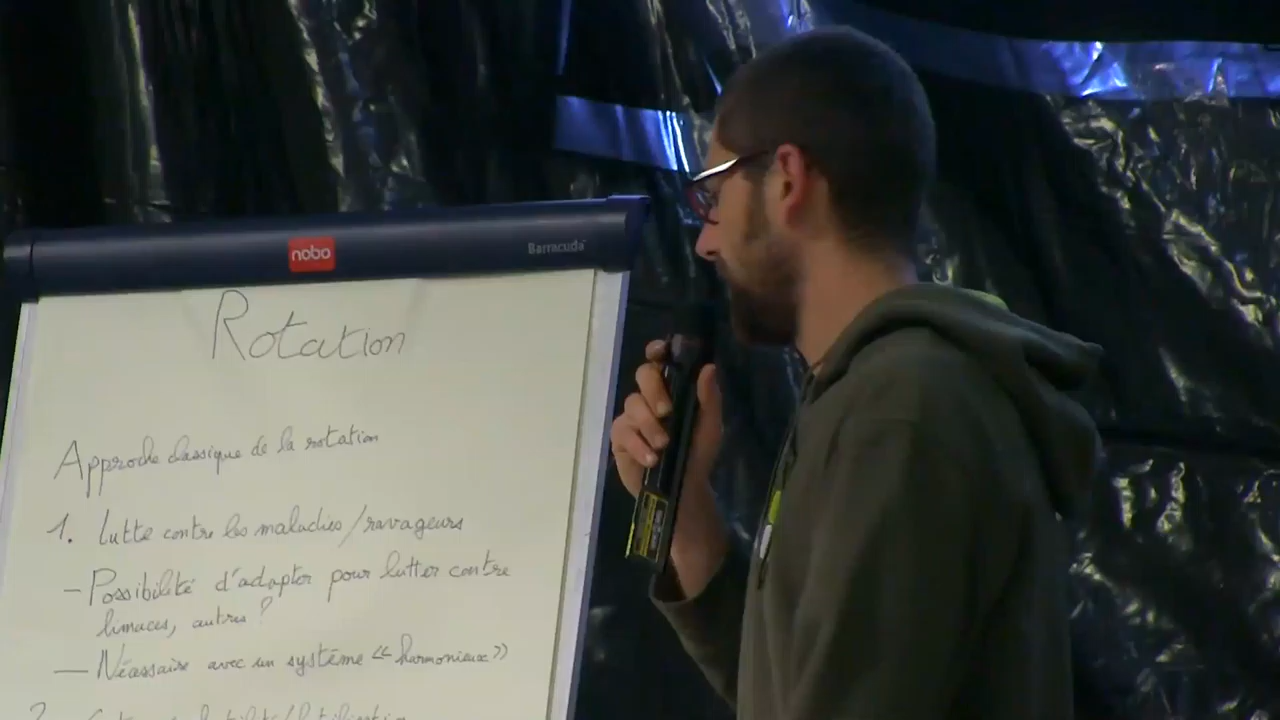 nobo
Barracuda
Rotation
Approche classique de la rotation
1. Lutte contre les maladies/ravageurs
- Possibilité d'adapter pour lutter contre
limaces, autres ?
- Nécessaire avec un système « harmonieux »
2.